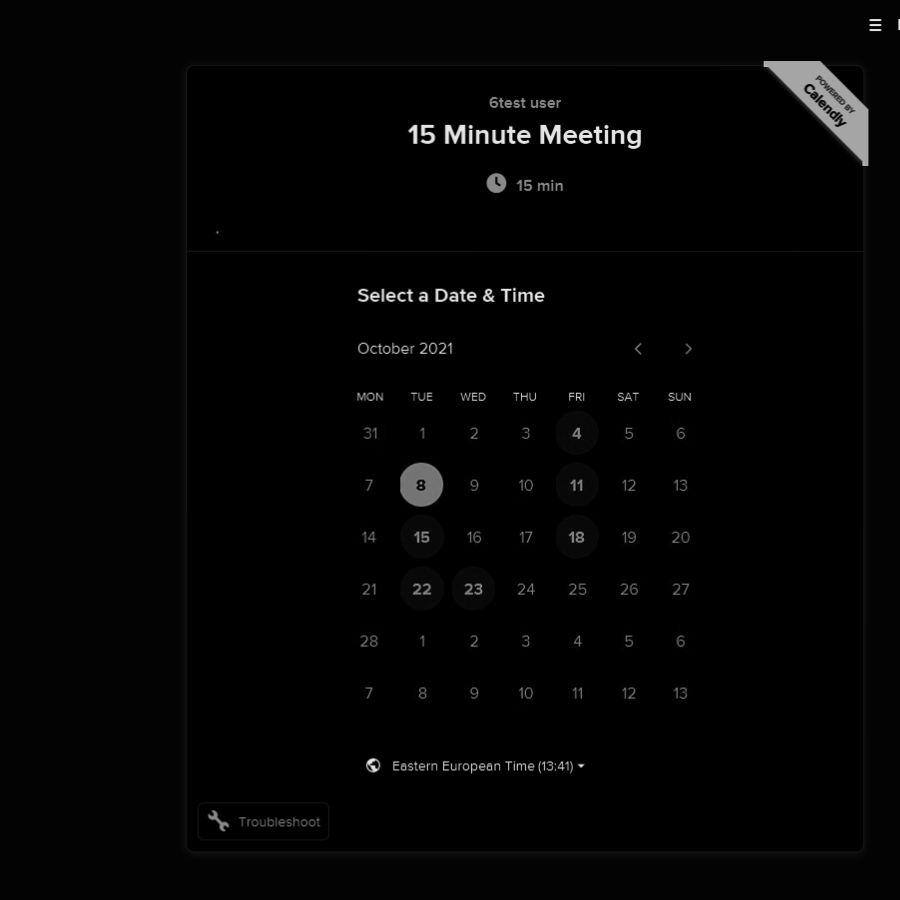 POWERED BY
Calendly
6test user
15 Minute Meeting
15 min
.
Select a Date & Time
October 2021
MON TUE WED THU FRI SAT SUN
31 1 2 3 4 5 6
7 8 9 10 11 12 13
14 15 16 17 18 19 20
21 22 23 24 25 26 27
28 1 2 3 4 5 6
7 8 9 10 11 12 13
Eastern European Time (13:41)
Troubleshoot